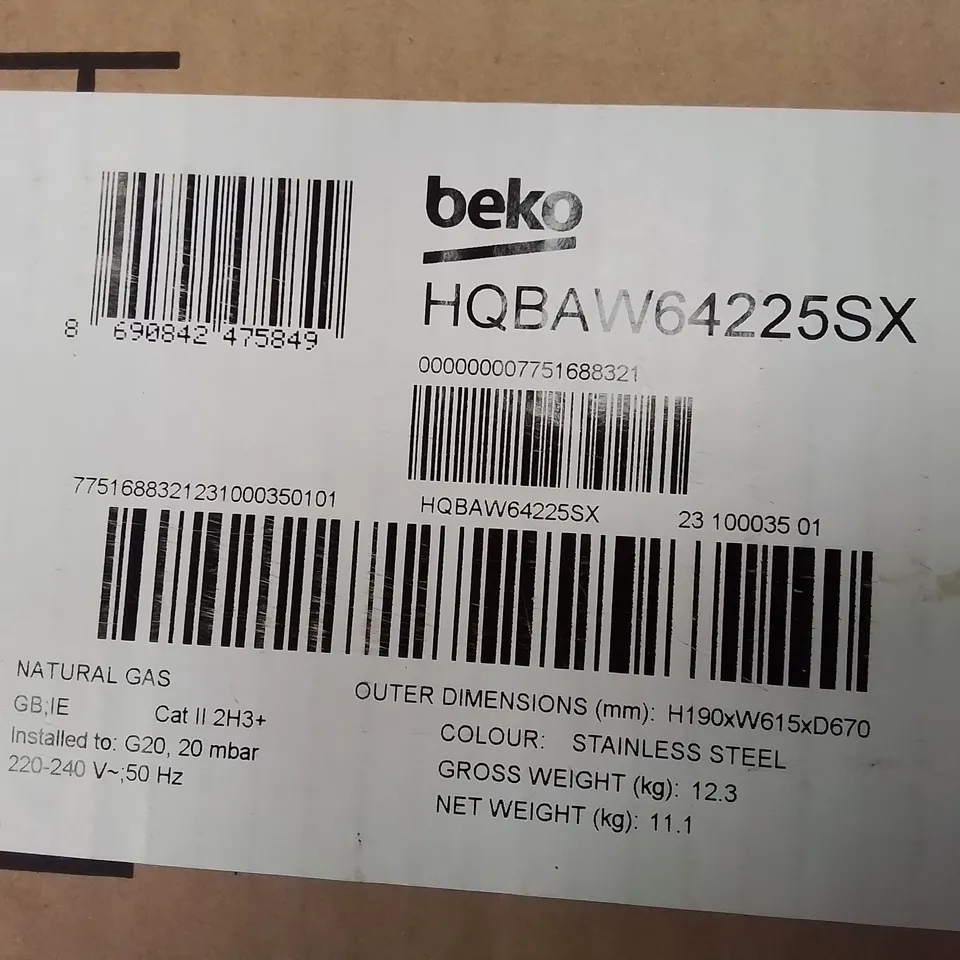 beko
HQBAW64225SX
8 690842 475849
000000007751688321
7751688321231000350101
HQBAW64225SX
23 100035 01
NATURAL GAS
GB;IE Cat II 2H3+
Installed to: G20, 20 mbar
220-240 V~;50 Hz
OUTER DIMENSIONS (mm): H190xW615xD670
COLOUR: STAINLESS STEEL
GROSS WEIGHT (kg): 12.3
NET WEIGHT (kg): 11.1